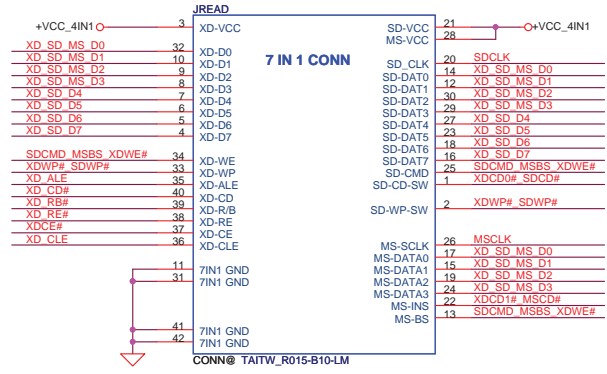 JREAD
+VCC_4IN1 3 XD-VCC SD-VCC 21 +VCC_4IN1
MS-VCC 28
7 IN 1 CONN
XD_SD_MS_D0 32 XD-D0 SD_CLK 20 SDCLK
XD_SD_MS_D1 10 XD-D1 SD-DAT0 14 XD_SD_MS_D0
XD_SD_MS_D2 9 XD-D2 SD-DAT1 12 XD_SD_MS_D1
XD_SD_MS_D3 8 XD-D3 SD-DAT2 30 XD_SD_MS_D2
XD_SD_D4 7 XD-D4 SD-DAT3 29 XD_SD_MS_D3
XD_SD_D5 6 XD-D5 SD-DAT4 27 XD_SD_D4
XD_SD_D6 5 XD-D6 SD-DAT5 23 XD_SD_D5
XD_SD_D7 4 XD-D7 SD-DAT6 18 XD_SD_D6
SD-DAT7 16 XD_SD_D7
SDCMD_MSBS_XDWE# 34 XD-WE SD-CMD 25 SDCMD_MSBS_XDWE#
XDWP#_SDWP# 33 XD-WP SD-CD-SW 1 XDCD0#_SDCD#
XD_ALE 35 XD-ALE
XD_CD# 40 XD-CD
XD_RB# 39 XD-R/B SD-WP-SW 2 XDWP#_SDWP#
XD_RE# 38 XD-RE
XDCE# 37 XD-CE
XD_CLE 36 XD-CLE MS-SCLK 26 MSCLK
MS-DATA0 17 XD_SD_MS_D0
11 7IN1 GND MS-DATA1 15 XD_SD_MS_D1
31 7IN1 GND MS-DATA2 19 XD_SD_MS_D2
MS-DATA3 24 XD_SD_MS_D3
MS-INS 22 XDCD1#_MSCD#
MS-BS 13 SDCMD_MSBS_XDWE#
41 7IN1 GND
42 7IN1 GND
CONN@ TAITW_R015-B10-LM